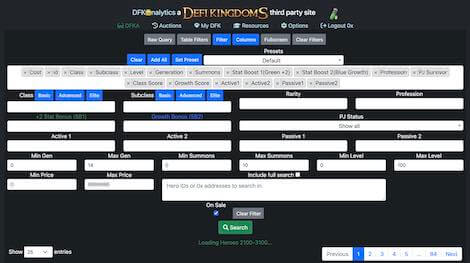 DFK nalytics a DEFI KINGDOMS third party site
DFKA Auctions My DFK Resources Options Logout 0x
Raw Query Table Filters Filter Columns Fullscreen Clear Filters
Presets
Clear Add All Set Preset Default
× Cost × id × Class × Subclass × Level × Generation × Summons × Stat Boost 1(Green +2) × Stat Boost 2(Blue Growth) × Profession × PJ Survivor
× Class Score × Growth Score × Active1 × Active2 × Passive1 × Passive2
Class Basic Advanced Elite Subclass Basic Advanced Elite Rarity Profession
+2 Stat Bonus (SB1) Growth Bonus (SB2) PJ Status
Show all
Active 1 Active 2 Passive 1 Passive 2
Min Gen Max Gen Min Summons Max Summons Min Level Max Level
0 14 0 10 0 100
Min Price Max Price Include full search
0 Hero IDs or 0x addresses to search in.
On Sale
Clear Filter
Search
Loading Heroes 2100-3100...
Show 25 entries Previous 1 2 3 4 5 ... 84 Next